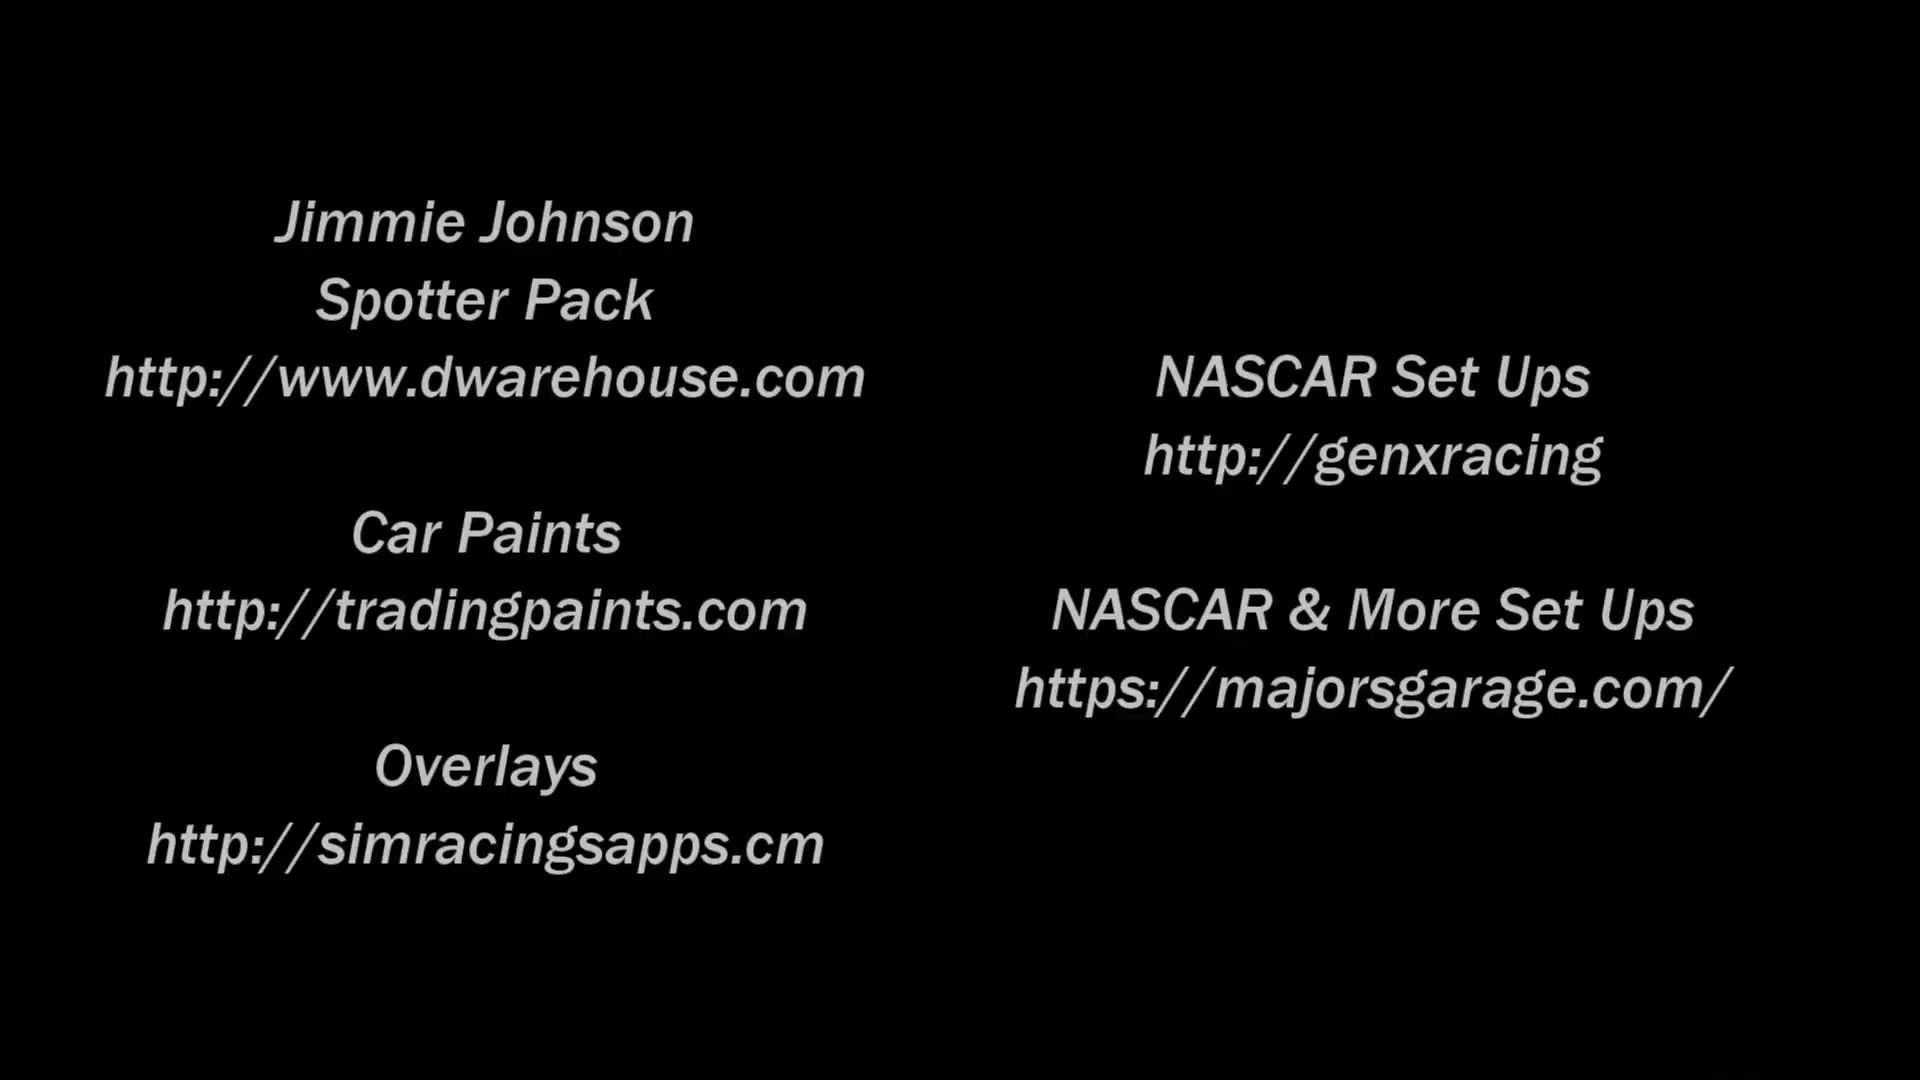 Jimmie Johnson
Spotter Pack
http://www.dwarehouse.com
Car Paints
http://tradingpaints.com
Overlays
http://simracingsapps.cm
NASCAR Set Ups
http://genxracing
NASCAR & More Set Ups
https://majorsgarage.com/